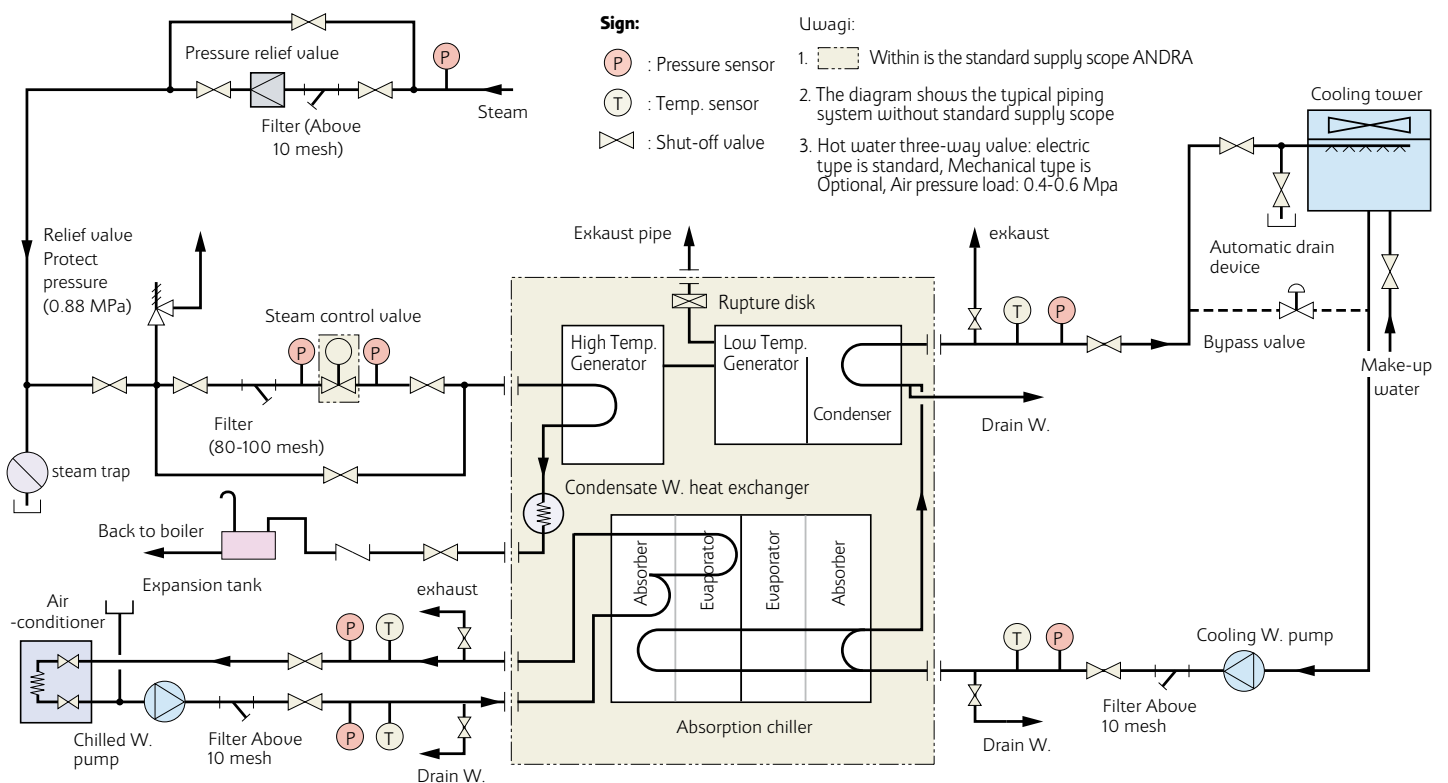 Pressure relief value
P
Filter (Above
10 mesh)
Steam
Sign:
P : Pressure sensor
T : Temp. sensor
: Shut-off valve
Uwagi:
1. Within is the standard supply scope ANDRA
2. The diagram shows the typical piping
system without standard supply scope
3. Hot water three-way valve: electric
type is standard, Mechanical type is
Optional, Air pressure load: 0.4-0.6 Mpa
Cooling tower
Automatic drain
device
Bypass valve
Make-up
water
Relief valve
Protect
pressure
(0.88 MPa)
Steam control valve
P
P
Filter
(80-100 mesh)
steam trap
Exkaust pipe
Rupture disk
High Temp.
Generator
Low Temp.
Generator
Condenser
exhaust
T
P
Drain W.
Condensate W. heat exchanger
Back to boiler
Expansion tank
Absorber
Evaporator
Evaporator
Absorber
Absorption chiller
Air
-conditioner
exhaust
P
T
Chilled W.
pump
Filter Above
10 mesh
P
T
Drain W.
T
P
Cooling W. pump
Filter Above
10 mesh
Drain W.